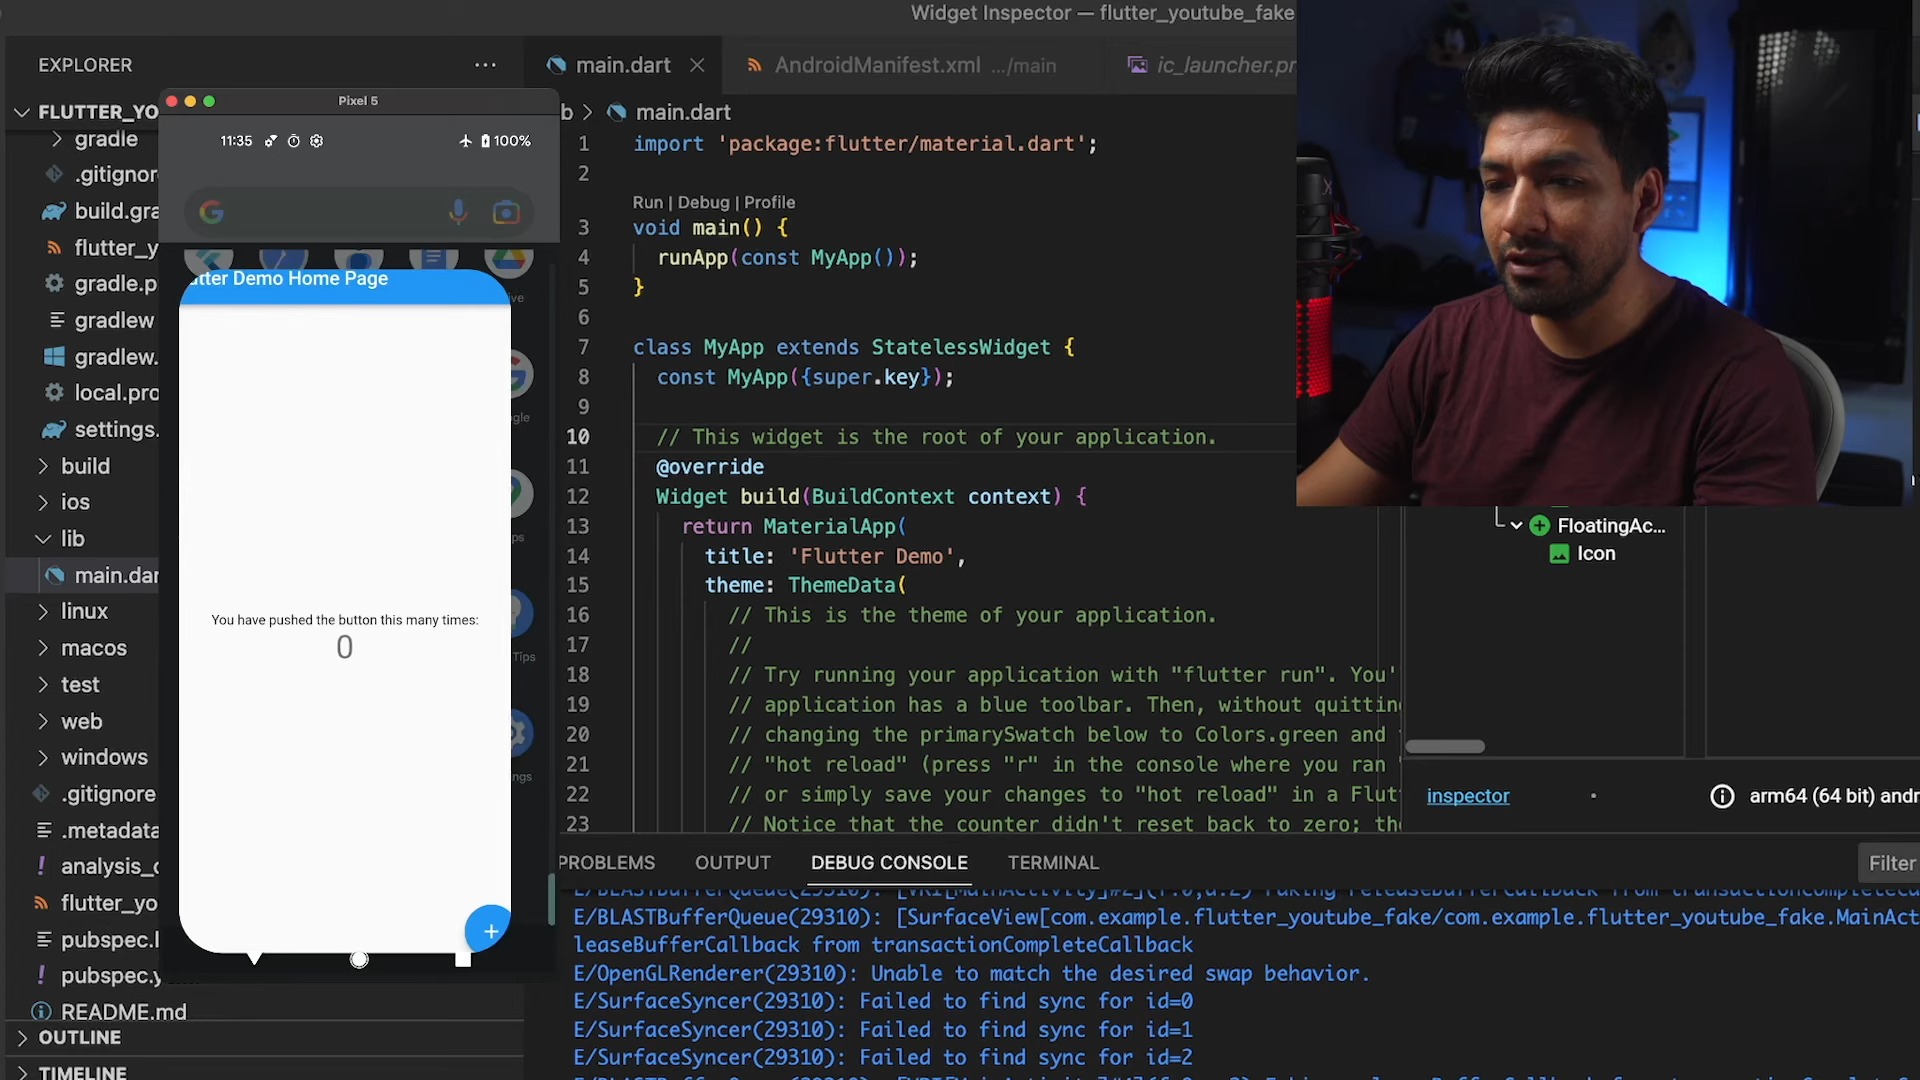 Widget Inspector — flutter_youtube_fake
EXPLORER
...
main.dart
AndroidManifest.xml .../main
FLUTTER_YO
gradle
.gitignor
build.gra
flutter_y
gradle.p
gradlew
gradlew.
local.pro
settings.
build
ios
lib
main.dar
linux
macos
test
web
windows
.gitignore
.metadata
pubspec.l
flutter_yo
pubspec.y
README.md
OUTLINE
TIMELINE
Pixel 5
11:35
100%
tter Demo Home Page
You have pushed the button this many times:
0
Tips
b > main.dart
1 import 'package:flutter/material.dart';
2
Run | Debug | Profile
3 void main() {
4 runApp(const MyApp());
5 }
6
7 class MyApp extends StatelessWidget {
8 const MyApp({super.key});
9
10 // This widget is the root of your application.
11 @override
12 Widget build(BuildContext context) {
13 return MaterialApp(
14 title: 'Flutter Demo',
15 theme: ThemeData(
16 // This is the theme of your application.
17 //
18 // Try running your application with "flutter run". You'
19 // application has a blue toolbar. Then, without quittin
20 // changing the primarySwatch below to Colors.green and
21 // "hot reload" (press "r" in the console where you ran
22 // or simply save your changes to "hot reload" in a Flut
23 // Notice that the counter didn't reset back to zero; th
FloatingAc...
Icon
inspector
arm64 (64 bit) andr
PROBLEMS
OUTPUT
DEBUG CONSOLE
TERMINAL
Filter
E/BLASTBufferQueue(29310): [SurfaceView[com.example.flutter_youtube_fake/com.example.flutter_youtube_fake.MainAct
leaseBufferCallback from transactionCompleteCallback
E/OpenGLRenderer(29310): Unable to match the desired swap behavior.
E/SurfaceSyncer(29310): Failed to find sync for id=0
E/SurfaceSyncer(29310): Failed to find sync for id=1
E/SurfaceSyncer(29310): Failed to find sync for id=2